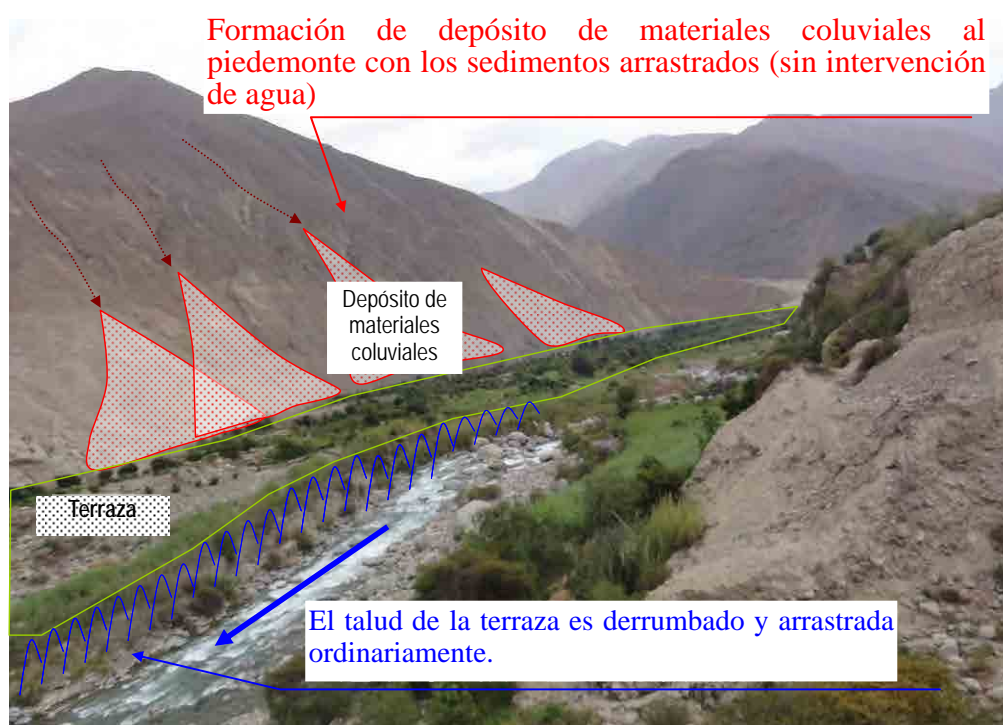 Formación de depósito de materiales coluviales al
piedemonte con los sedimentos arrastrados (sin intervención
de agua)
Depósito de
materiales
coluviales
Terraza
El talud de la terraza es derrumbado y arrastrada
ordinariamente.